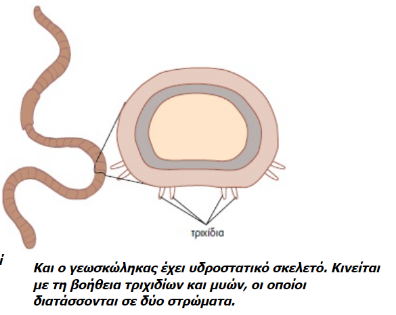 τριχίδια
ί
Και ο γεωσκώληκας έχει υδροστατικό σκελετό. Κινείται
με τη βοήθεια τριχιδίων και μυών, οι οποίοι
διατάσσονται σε δύο στρώματα.